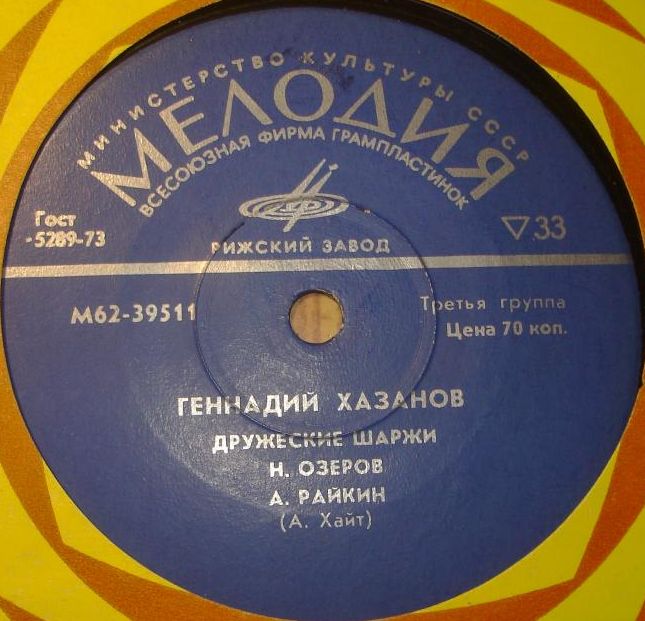 МИНИСТЕРСТВО КУЛЬТУРЫ СССР
МЕЛОДИЯ
ВСЕСОЮЗНАЯ ФИРМА ГРАМПЛАСТИНОК
Гост
5289-73
РИЖСКИЙ ЗАВОД
33
М62-39511
Третья группа
Цена 70 коп.
ГЕННАДИЙ ХАЗАНОВ
ДРУЖЕСКИЕ ШАРЖИ
Н. ОЗЕРОВ
А. РАЙКИН
(А. Хайт)